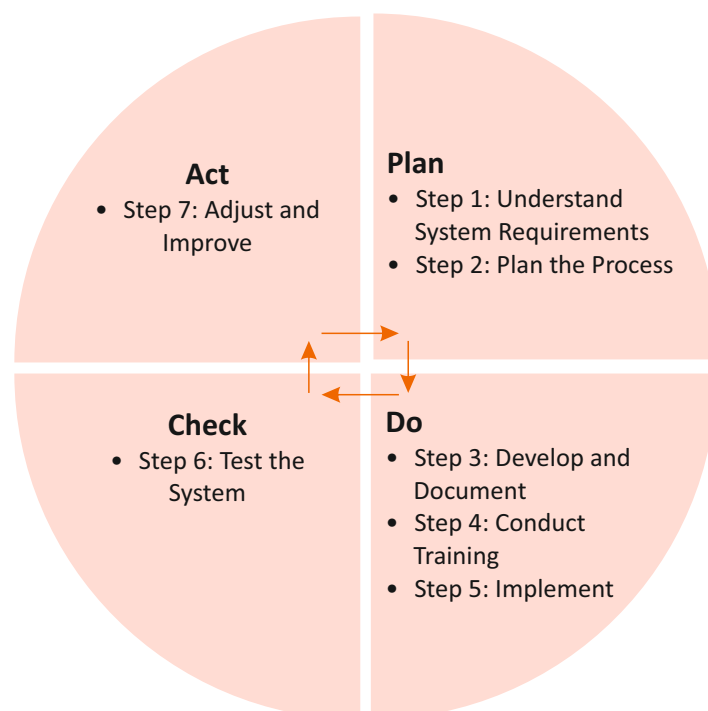 Act
• Step 7: Adjust and
Improve
Plan
• Step 1: Understand
System Requirements
• Step 2: Plan the Process
Check
• Step 6: Test the
System
Do
• Step 3: Develop and
Document
• Step 4: Conduct
Training
• Step 5: Implement